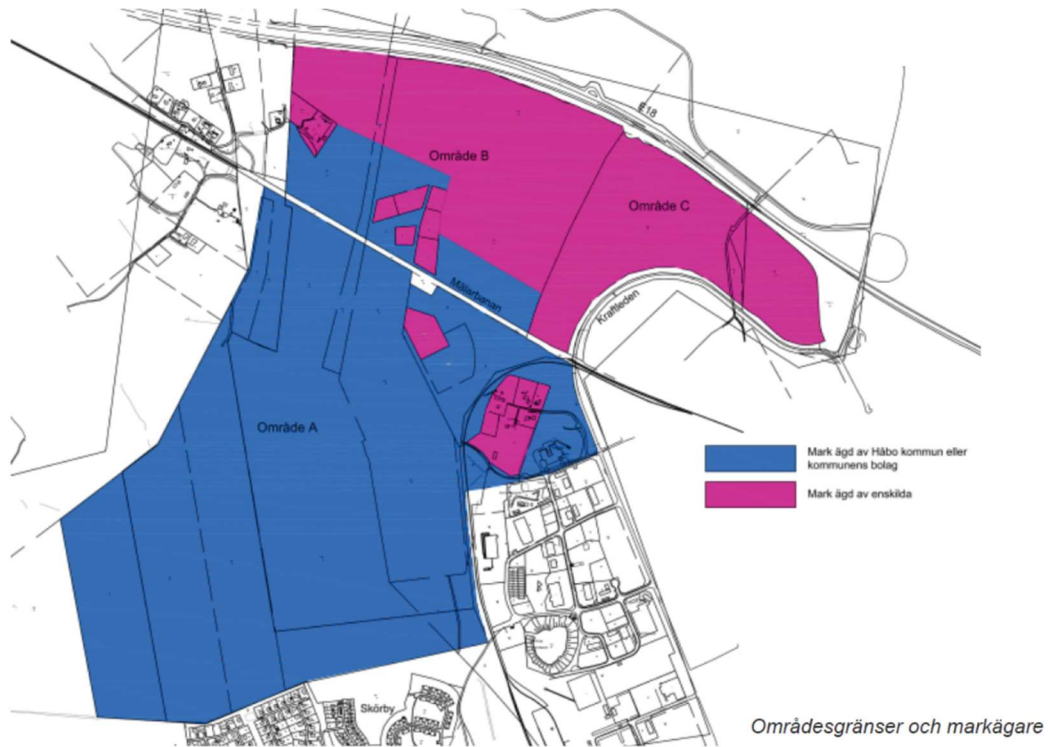 E18
Område B
Område C
Mälarbanan
Kraftleden
Område A
Mark ägd av Håbo kommun eller
kommunens bolag
Mark ägd av enskilda
Skörby
Områdesgränser och markägare